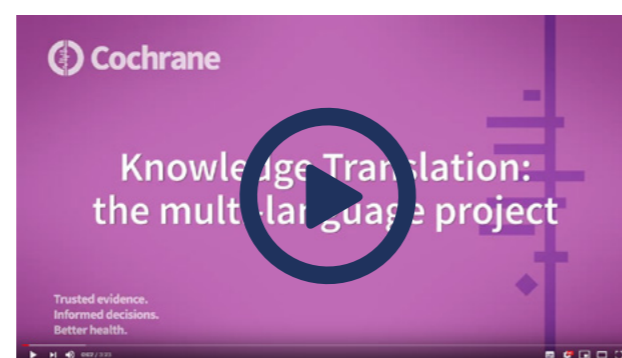 Cochrane
Knowledge Translation:
the multi-language project
Trusted evidence.
Informed decisions.
Better health.